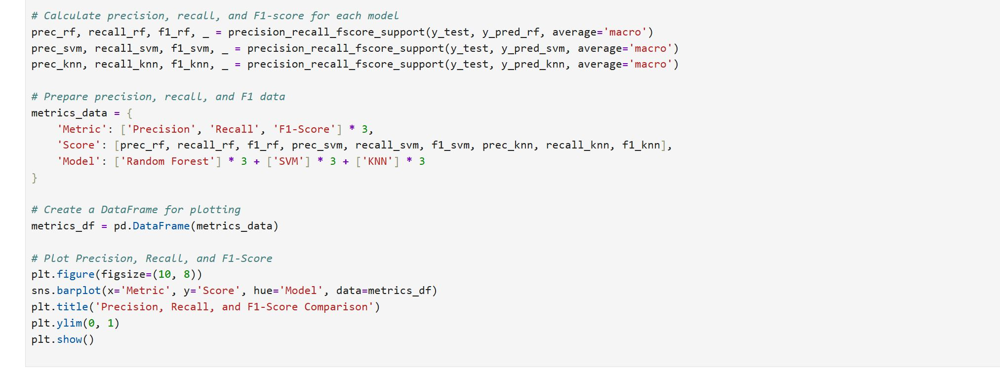 # Calculate precision, recall, and F1-score for each model
prec_rf, recall_rf, f1_rf, _ = precision_recall_fscore_support(y_test, y_pred_rf, average='macro')
prec_svm, recall_svm, f1_svm, _ = precision_recall_fscore_support(y_test, y_pred_svm, average='macro')
prec_knn, recall_knn, f1_knn, _ = precision_recall_fscore_support(y_test, y_pred_knn, average='macro')

# Prepare precision, recall, and F1 data
metrics_data = {
    'Metric': ['Precision', 'Recall', 'F1-Score'] * 3,
    'Score': [prec_rf, recall_rf, f1_rf, prec_svm, recall_svm, f1_svm, prec_knn, recall_knn, f1_knn],
    'Model': ['Random Forest'] * 3 + ['SVM'] * 3 + ['KNN'] * 3
}

# Create a DataFrame for plotting
metrics_df = pd.DataFrame(metrics_data)

# Plot Precision, Recall, and F1-Score
plt.figure(figsize=(10, 8))
sns.barplot(x='Metric', y='Score', hue='Model', data=metrics_df)
plt.title('Precision, Recall, and F1-Score Comparison')
plt.ylim(0, 1)
plt.show()